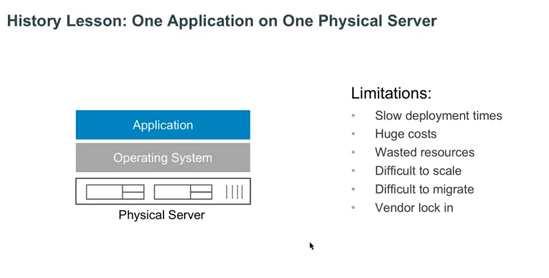 History Lesson: One Application on One Physical Server
Application
Operating System
Physical Server
Limitations:
Slow deployment times
Huge costs
Wasted resources
Difficult to scale
Difficult to migrate
Vendor lock in